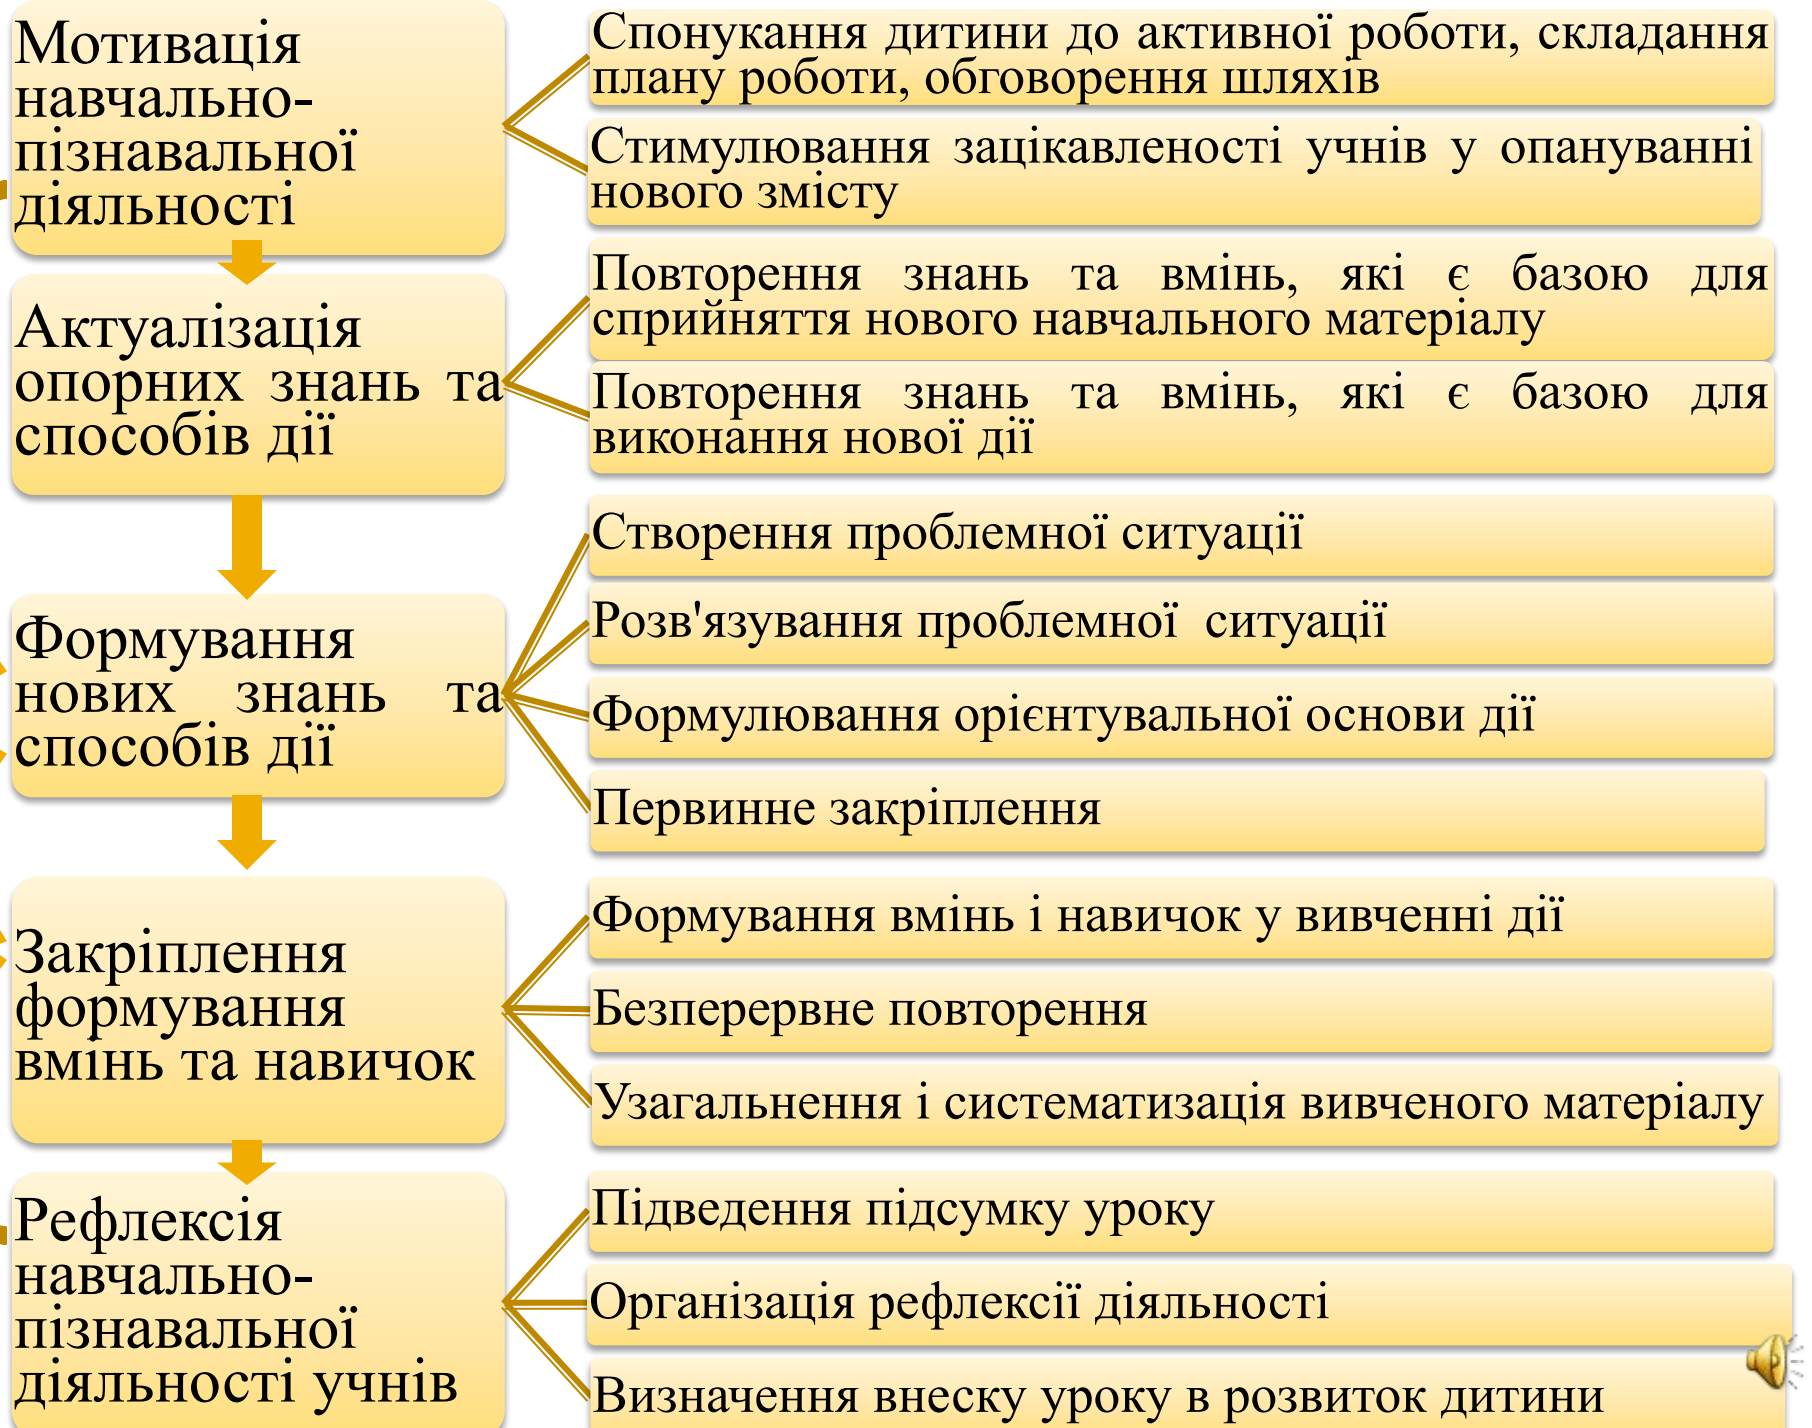 Мотивація
навчально-
пізнавальної
діяльності
Спонукання дитини до активної роботи, складання
плану роботи, обговорення шляхів
Стимулювання зацікавленості учнів у опануванні
нового змісту
Актуалізація
опорних знань та
способів дії
Повторення знань та вмінь, які є базою для
сприйняття нового навчального матеріалу
Повторення знань та вмінь, які є базою для
виконання нової дії
Формування
нових знань та
способів дії
Створення проблемної ситуації
Розв'язування проблемної ситуації
Формулювання орієнтувальної основи дії
Первинне закріплення
Закріплення
формування
вмінь та навичок
Формування вмінь і навичок у вивченні дії
Безперервне повторення
Узагальнення і систематизація вивченого матеріалу
Рефлексія
навчально-
пізнавальної
діяльності учнів
Підведення підсумку уроку
Організація рефлексії діяльності
Визначення внеску уроку в розвиток дитини